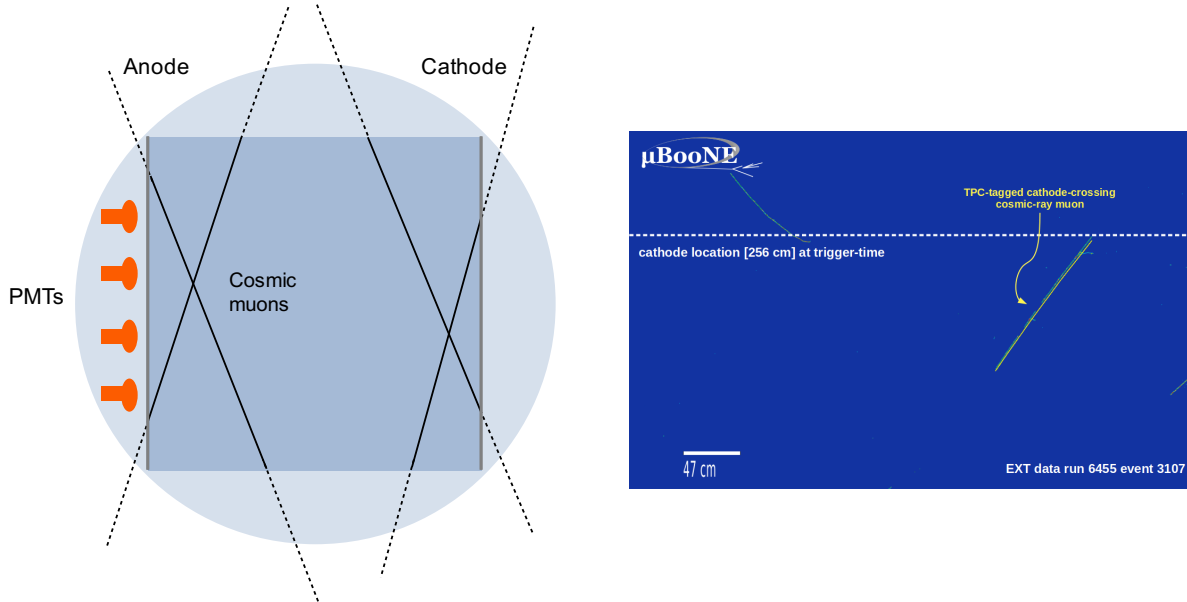 Anode
Cathode
PMTs
Cosmic
muons
µBooNE
TPC-tagged cathode-crossing
cosmic-ray muon
cathode location [256 cm] at trigger-time
47 cm
EXT data run 6455 event 3107